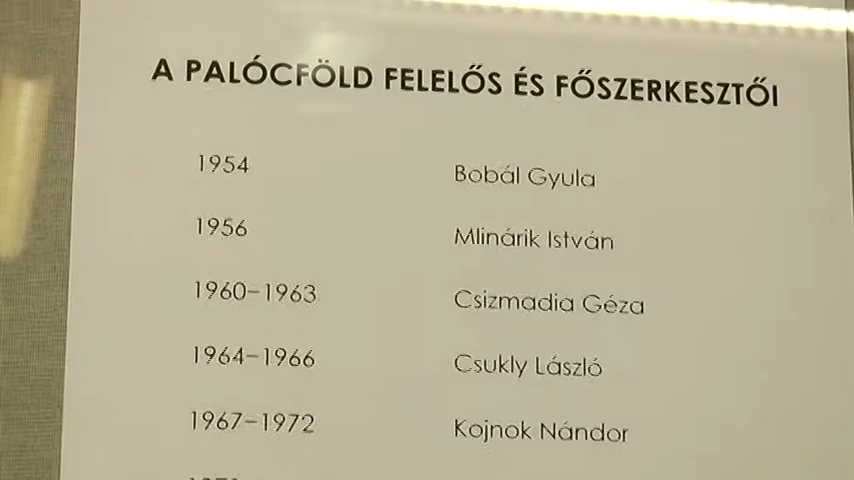 A PALÓCFÖLD FELELŐS ÉS FŐSZERKESZTŐI
1954 Bobál Gyula
1956 Mlinárik István
1960–1963 Csizmadia Géza
1964–1966 Csukly László
1967–1972 Kojnok Nándor